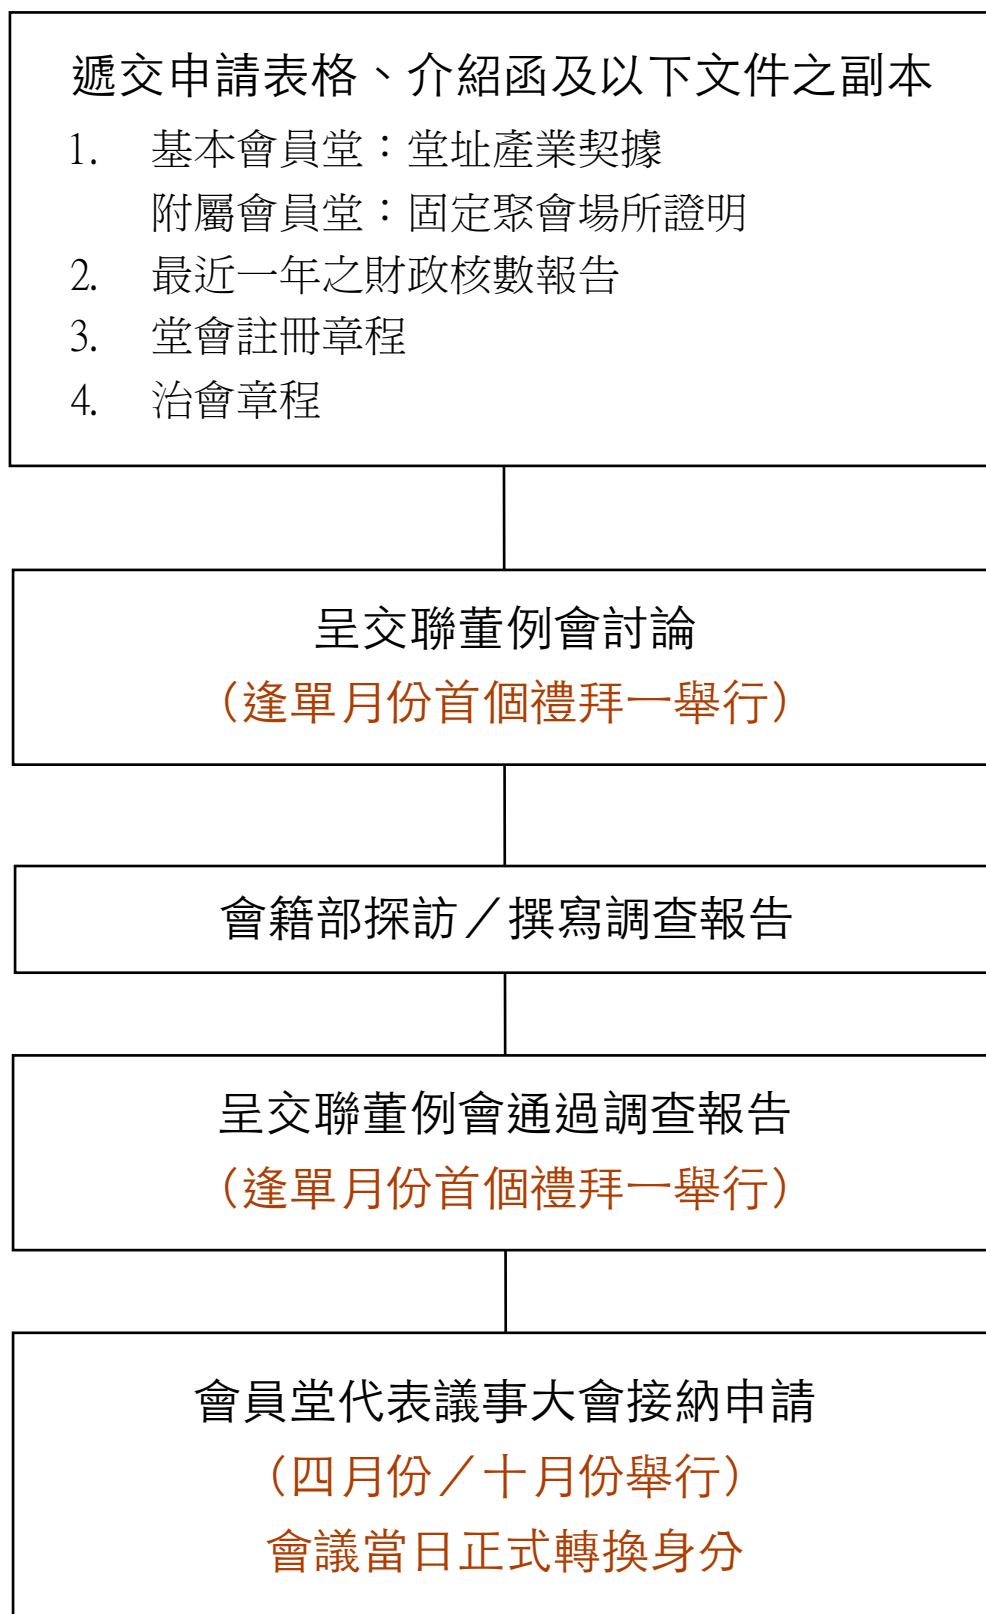 遞交申請表格、介紹函及以下文件之副本
1. 基本會員堂：堂址產業契據
附屬會員堂：固定聚會場所證明
2. 最近一年之財政核數報告
3. 堂會註冊章程
4. 治會章程
呈交聯董例會討論
（逢單月份首個禮拜一舉行）
會籍部探訪／撰寫調查報告
呈交聯董例會通過調查報告
（逢單月份首個禮拜一舉行）
會員堂代表議事大會接納申請
（四月份／十月份舉行）
會議當日正式轉換身分